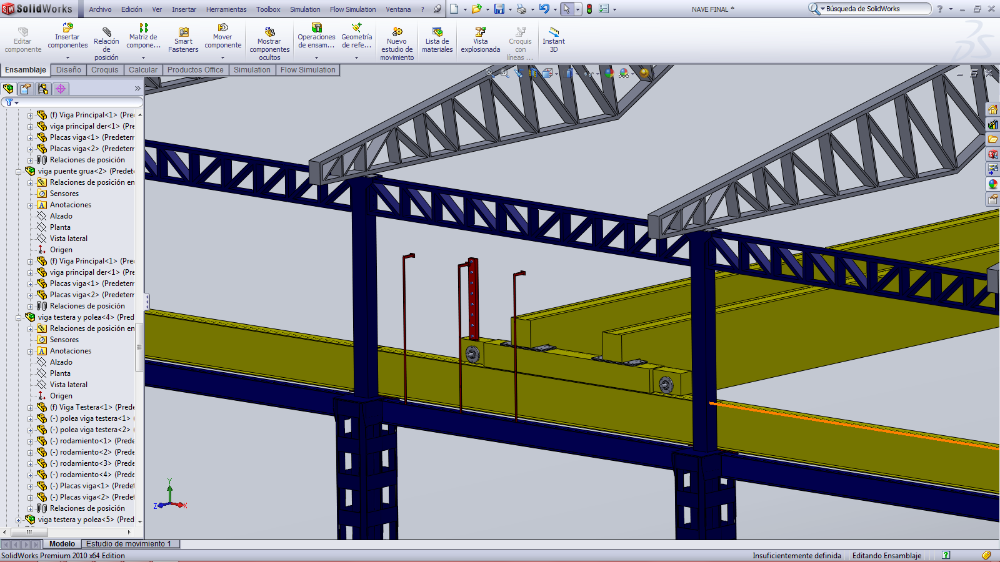 SW SolidWorks Archivo Edición Ver Insertar Herramientas Toolbox Simulation Flow Simulation Ventana ? NAVE FINAL * Búsqueda de SolidWorks ?
Editar componente
Insertar componentes
Relación de posición
Matriz de compone...
Smart Fasteners
Mover componente
Mostrar componentes ocultos
Operaciones de ensam...
Geometría de refe...
Nuevo estudio de movimiento
Lista de materiales
Vista explosionada
Croquis con líneas ...
Instant 3D
Ensamblaje Diseño Croquis Calcular Productos Office Simulation Flow Simulation
(f) Viga Principal<1> (Pre
viga principal der<1> (Pr
Placas viga<1> (Predeterr
Placas viga<2> (Predeterr
Relaciones de posición
viga puente grua<2> (Predet
Relaciones de posición en
Sensores
A Anotaciones
Alzado
Planta
Vista lateral
Origen
(f) Viga Principal<1> (Pre
viga principal der<1> (Pr
Placas viga<1> (Predeterr
Placas viga<2> (Predeterr
Relaciones de posición
viga testera y polea<4> (Pred
Relaciones de posición en
Sensores
A Anotaciones
Alzado
Planta
Vista lateral
Origen
(f) Viga Testera<1> (Pred
(-) polea viga testera<1>
(-) polea viga testera<2>
(-) rodamiento<1> (Prede
(-) rodamiento<2> (Prede
(-) rodamiento<3> (Prede
(-) rodamiento<4> (Prede
(-) Placas viga<1> (Predet
(-) Placas viga<2> (Predet
Relaciones de posición
viga testera y polea<5> (Pred
Y
Z X
Modelo Estudio de movimiento 1
SolidWorks Premium 2010 x64 Edition Insuficientemente definida Editando Ensamblaje ?